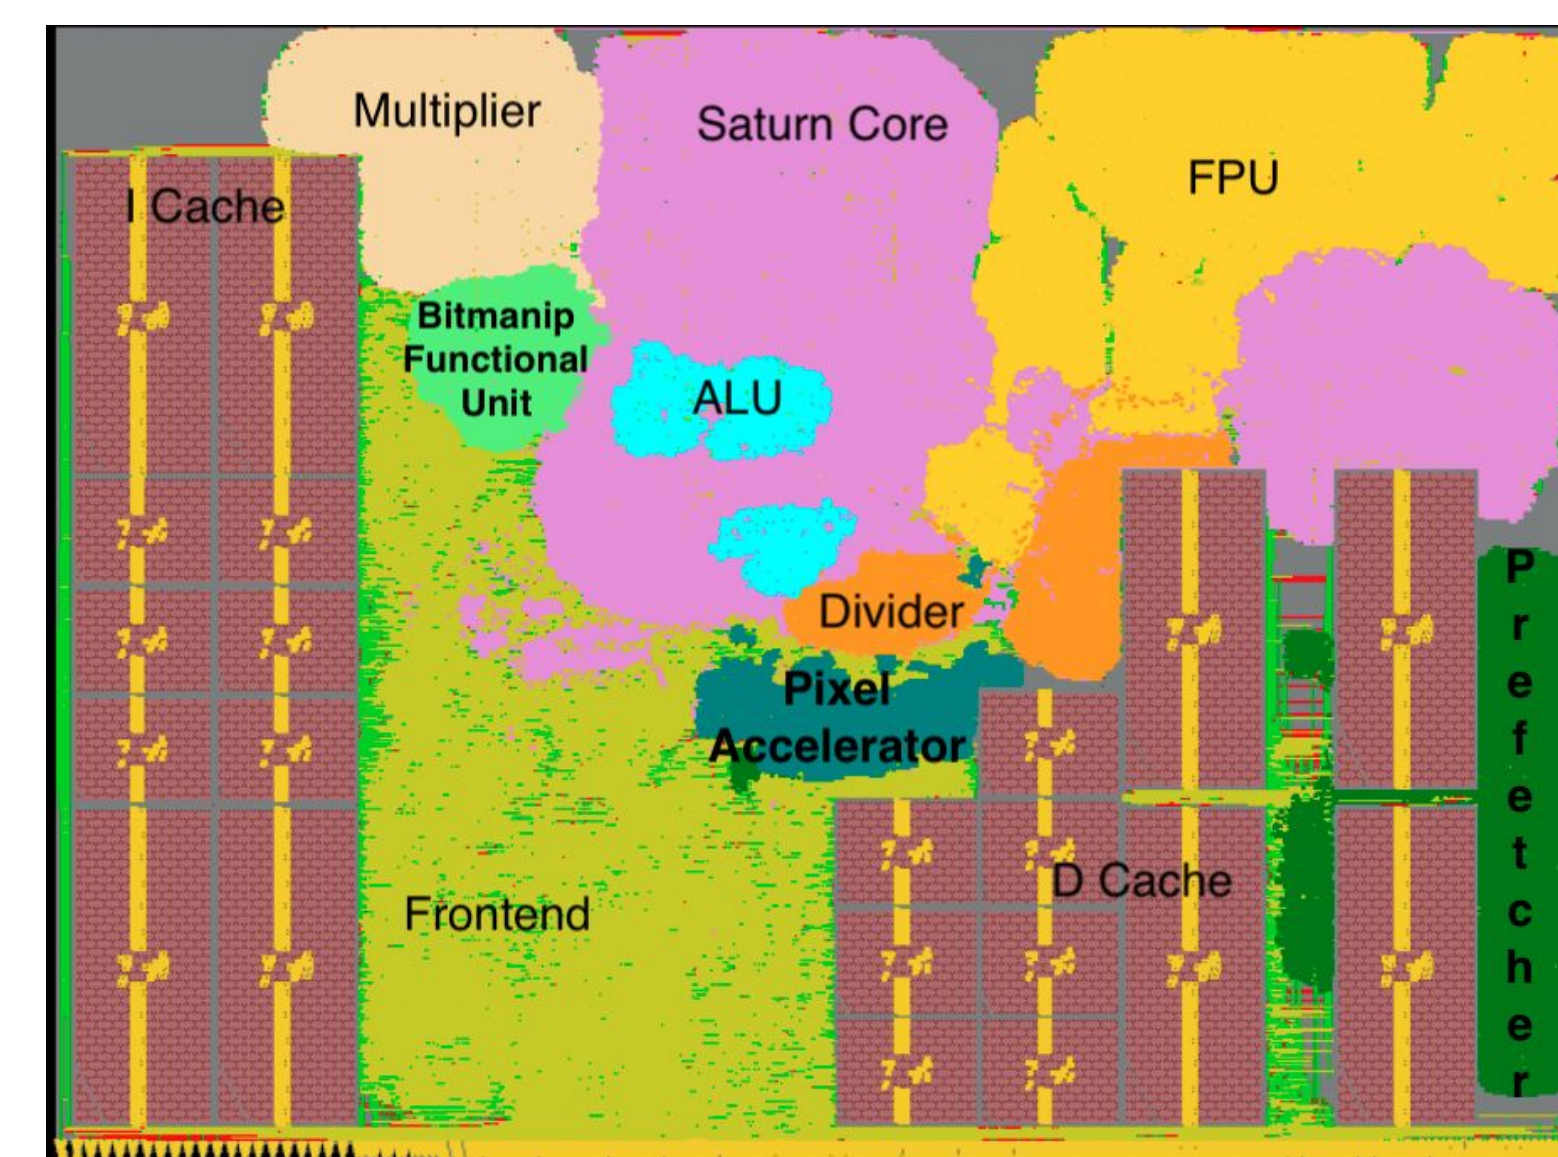 Multiplier
Saturn Core
FPU
I Cache
Bitmanip
Functional
Unit
ALU
Divider
Pixel
Accelerator
D Cache
Frontend
P
r
e
f
e
t
c
h
e
r